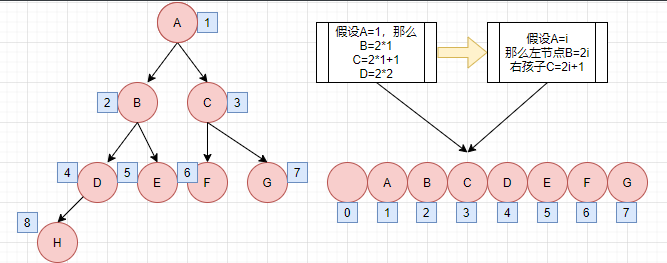 A 1
假设A=1，那么
B=2*1
C=2*1+1
D=2*2
假设A=i
那么左节点B=2i
右孩子C=2i+1
2 B C 3
4 D 5 E 6 F G 7
A B C D E F G
0 1 2 3 4 5 6 7
8
H